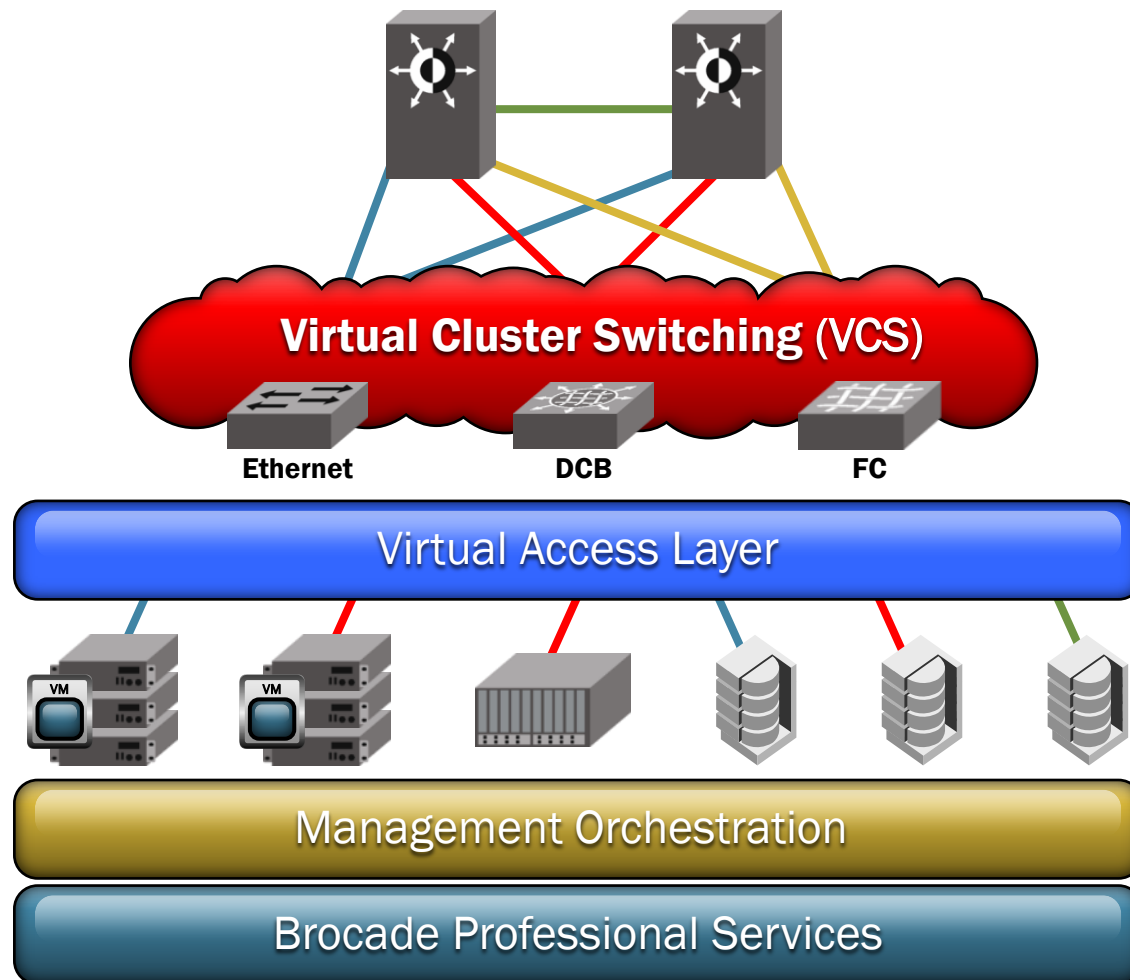 Virtual Cluster Switching (VCS)
Ethernet
DCB
FC
Virtual Access Layer
VM
VM
Management Orchestration
Brocade Professional Services